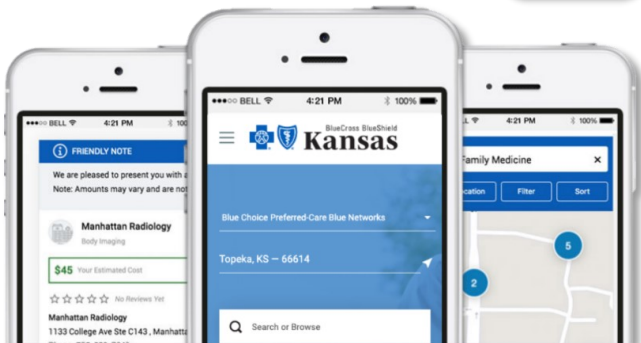 ●●●○○ BELL 4:21 PM
FRIENDLY NOTE
We are pleased to present you with
Note: Amounts may vary and are not
Manhattan Radiology
Body Imaging
$45 Your Estimated Cost
No Reviews Yet
Manhattan Radiology
1133 College Ave Ste C143, Manhatta
●●●○○ BELL 4:21 PM 100%
BlueCross BlueShield
Kansas
Blue Choice Preferred-Care Blue Networks
Topeka, KS — 66614
Search or Browse
4:21 PM 100%
Family Medicine ×
Filter Sort
5
2